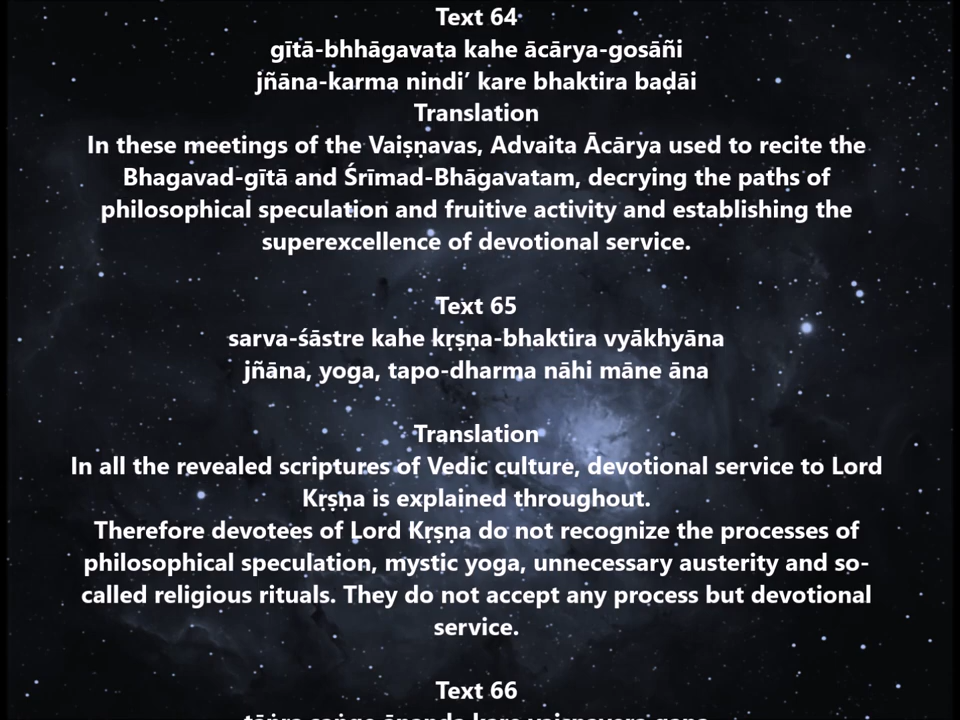 Text 64
gītā-bhhāgavata kahe ācārya-gosāñi
jñāna-karma nindi’ kare bhaktira baḍāi
Translation
In these meetings of the Vaiṣṇavas, Advaita Ācārya used to recite the
Bhagavad-gītā and Śrīmad-Bhāgavatam, decrying the paths of
philosophical speculation and fruitive activity and establishing the
superexcellence of devotional service.
Text 65
sarva-śāstre kahe kṛṣṇa-bhaktira vyākhyāna
jñāna, yoga, tapo-dharma nāhi māne āna
Translation
In all the revealed scriptures of Vedic culture, devotional service to Lord
Kṛṣṇa is explained throughout.
Therefore devotees of Lord Kṛṣṇa do not recognize the processes of
philosophical speculation, mystic yoga, unnecessary austerity and so-
called religious rituals. They do not accept any process but devotional
service.
Text 66